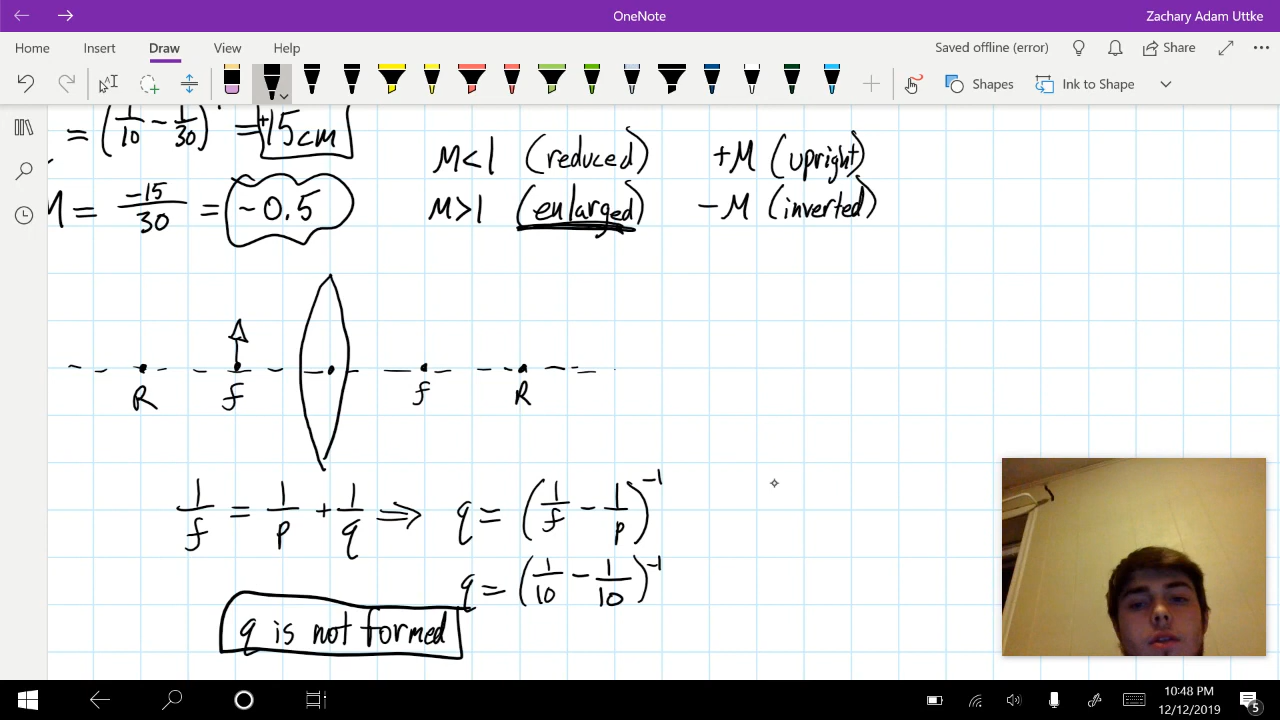 OneNote
Zachary Adam Uttke
Home Insert Draw View Help
Saved offline (error) Share
Shapes Ink to Shape
= (1/10 - 1/30) = +15cm
M = -15/30 = -0.5
M<1 (reduced) +M (upright)
M>1 (enlarged) -M (inverted)
R f f R
1/f = 1/p + 1/q ⇒ q = (1/f - 1/p)^-1
q = (1/10 - 1/10)^-1
q is not formed
10:48 PM
12/12/2019
5